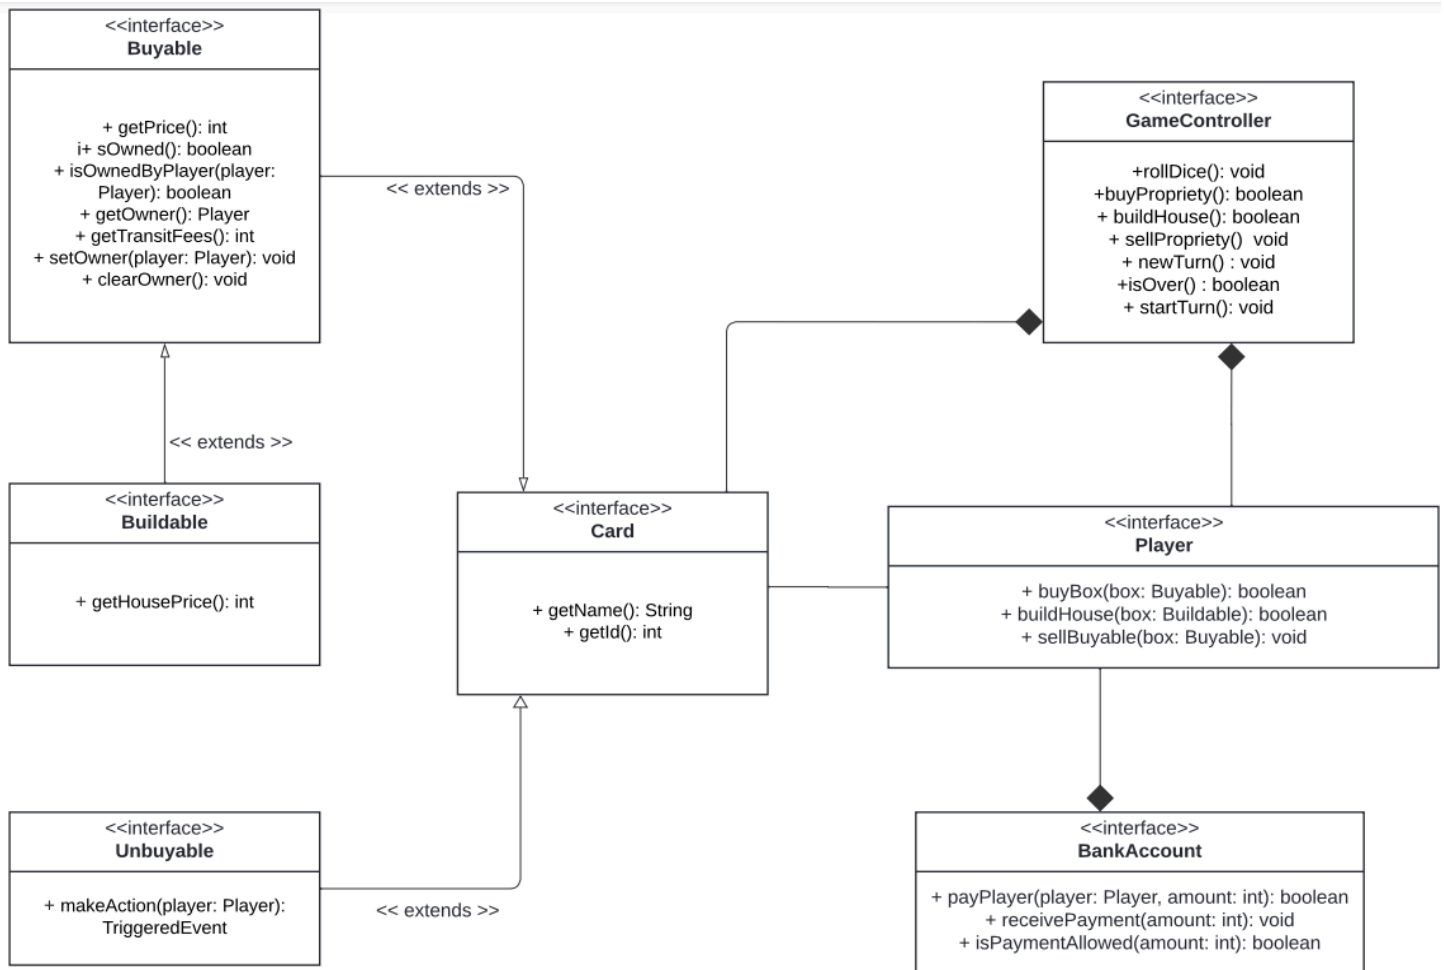 <<interface>>
Buyable
+ getPrice(): int
i+ sOwned(): boolean
+ isOwnedByPlayer(player:
Player): boolean
+ getOwner(): Player
+ getTransitFees(): int
+ setOwner(player: Player): void
+ clearOwner(): void
<< extends >>
<<interface>>
GameController
+rollDice(): void
+buyPropriety(): boolean
+ buildHouse(): boolean
+ sellPropriety()  void
+ newTurn() : void
+isOver() : boolean
+ startTurn(): void
<< extends >>
<<interface>>
Buildable
+ getHousePrice(): int
<<interface>>
Card
+ getName(): String
+ getId(): int
<<interface>>
Player
+ buyBox(box: Buyable): boolean
+ buildHouse(box: Buildable): boolean
+ sellBuyable(box: Buyable): void
<<interface>>
Unbuyable
+ makeAction(player: Player):
TriggeredEvent
<< extends >>
<<interface>>
BankAccount
+ payPlayer(player: Player, amount: int): boolean
+ receivePayment(amount: int): void
+ isPaymentAllowed(amount: int): boolean